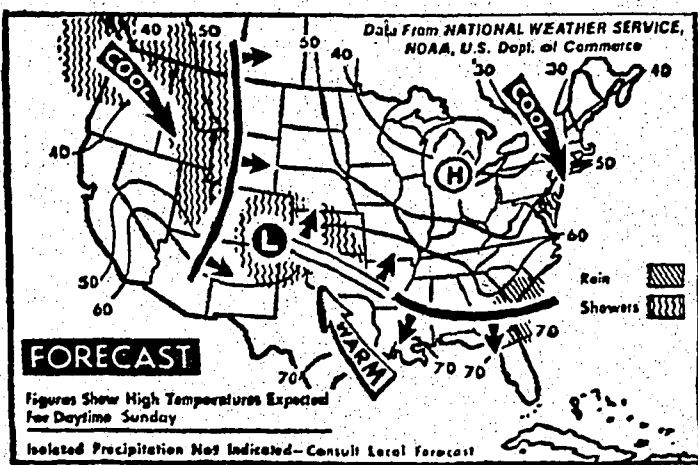 Data From NATIONAL WEATHER SERVICE,
NOAA, U.S. Dept. of Commerce
40 50 50 40 30 30 40
COOL
COOL
40
H
50
L
60
50
60
Rain
Showers
WARM
70 70 70 70
FORECAST
Figures Show High Temperatures Expected
For Daytime Sunday
Isolated Precipitation Not Indicated–Consult Local Forecast